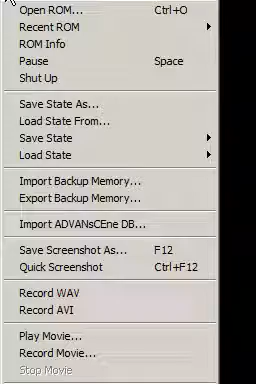 Open ROM... Ctrl+O
Recent ROM
ROM Info
Pause Space
Shut Up
Save State As...
Load State From...
Save State
Load State
Import Backup Memory...
Export Backup Memory...
Import ADVANsCEne DB...
Save Screenshot As... F12
Quick Screenshot Ctrl+F12
Record WAV
Record AVI
Play Movie...
Record Movie...
Stop Movie